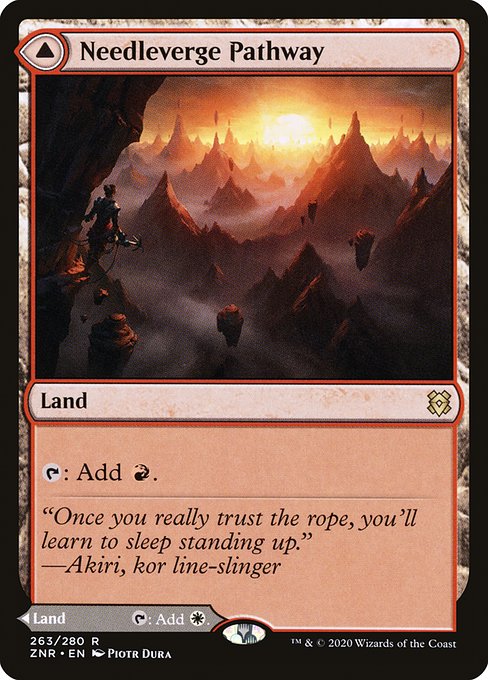 Needleverge Pathway
Land
: Add .
“Once you really trust the rope, you’ll
learn to sleep standing up.”
—Akiri, kor line-slinger
Land : Add .
263/280 R
ZNR • EN Piotr Dura
™ & © 2020 Wizards of the Coast